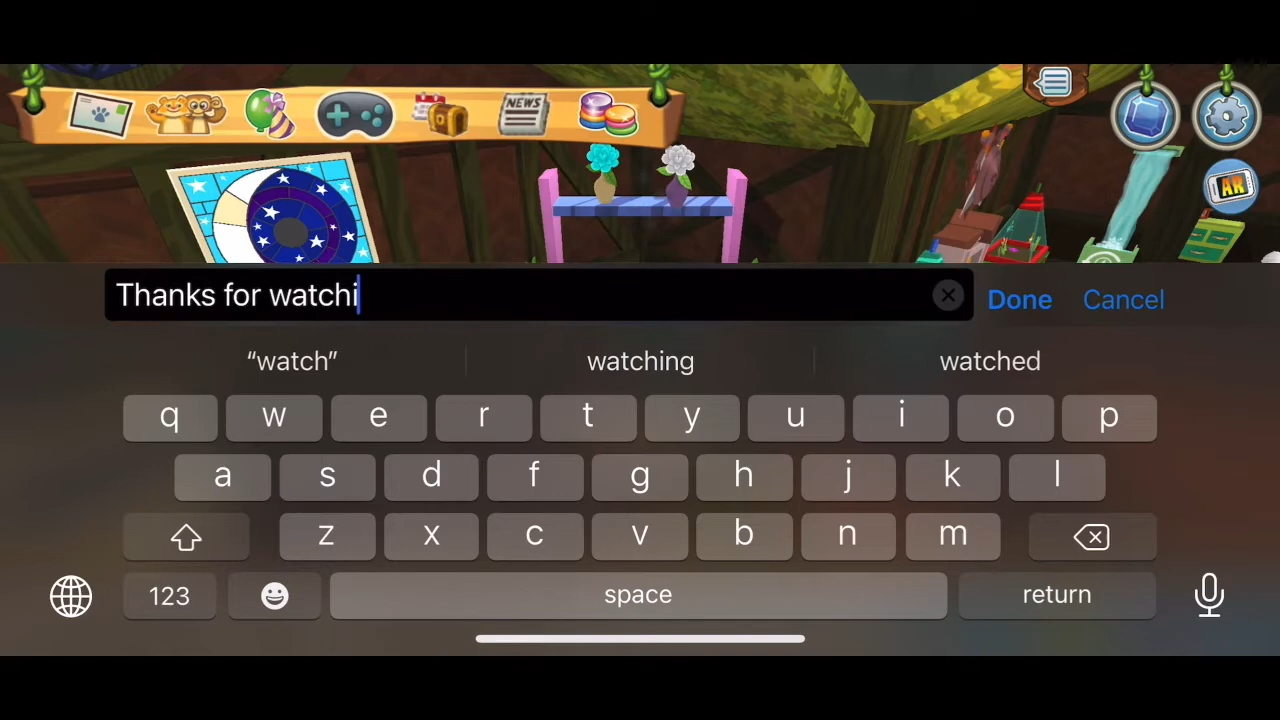 NEWS
AR
Thanks for watchi
Done Cancel
“watch” watching watched
q w e r t y u i o p
a s d f g h j k l
z x c v b n m
123 space return